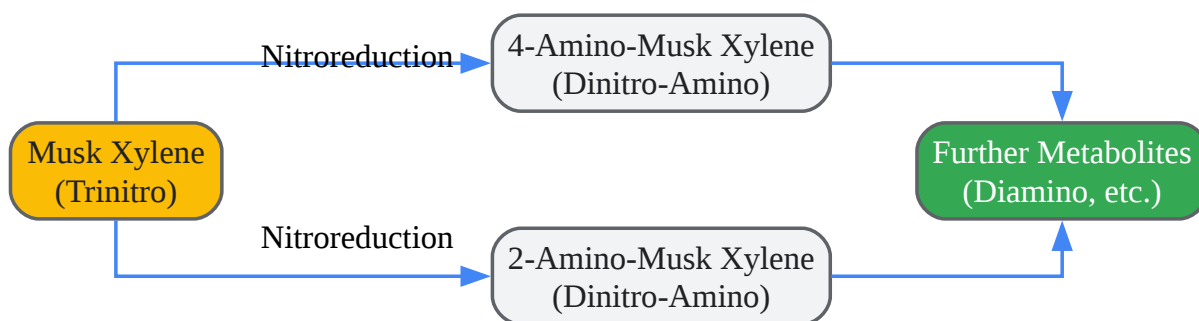 Nitroreduction
4-Amino-Musk Xylene
(Dinitro-Amino)
Musk Xylene
(Trinitro)
Further Metabolites
(Diamino, etc.)
Nitroreduction
2-Amino-Musk Xylene
(Dinitro-Amino)